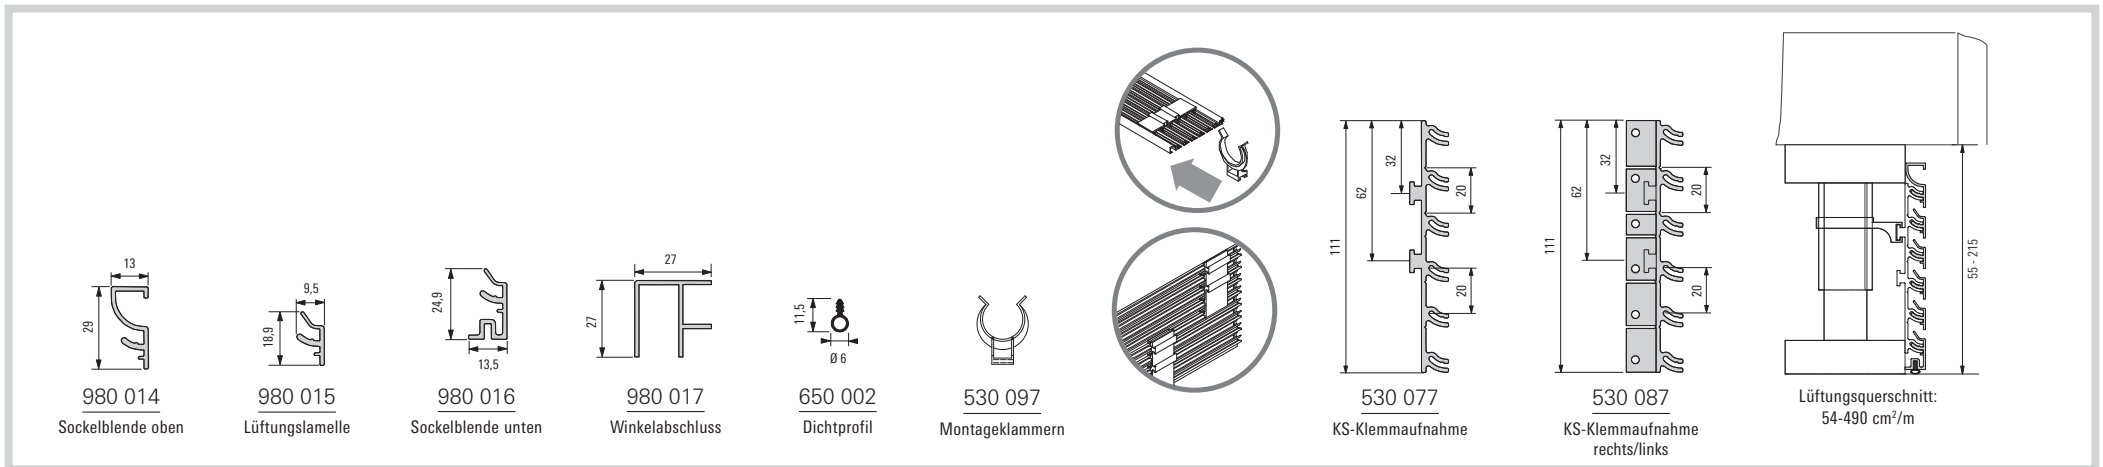 13
29
980 014
Sockelblende oben
9,5
18,9
980 015
Lüftungslamelle
24,9
13,5
980 016
Sockelblende unten
27
27
980 017
Winkelabschluss
11,5
Ø 6
650 002
Dichtprofil
530 097
Montageklammern
111
62
32
20
20
530 077
KS-Klemmaufnahme
111
62
32
20
20
530 087
KS-Klemmaufnahme
rechts/links
55 - 215
Lüftungsquerschnitt:
54-490 cm²/m